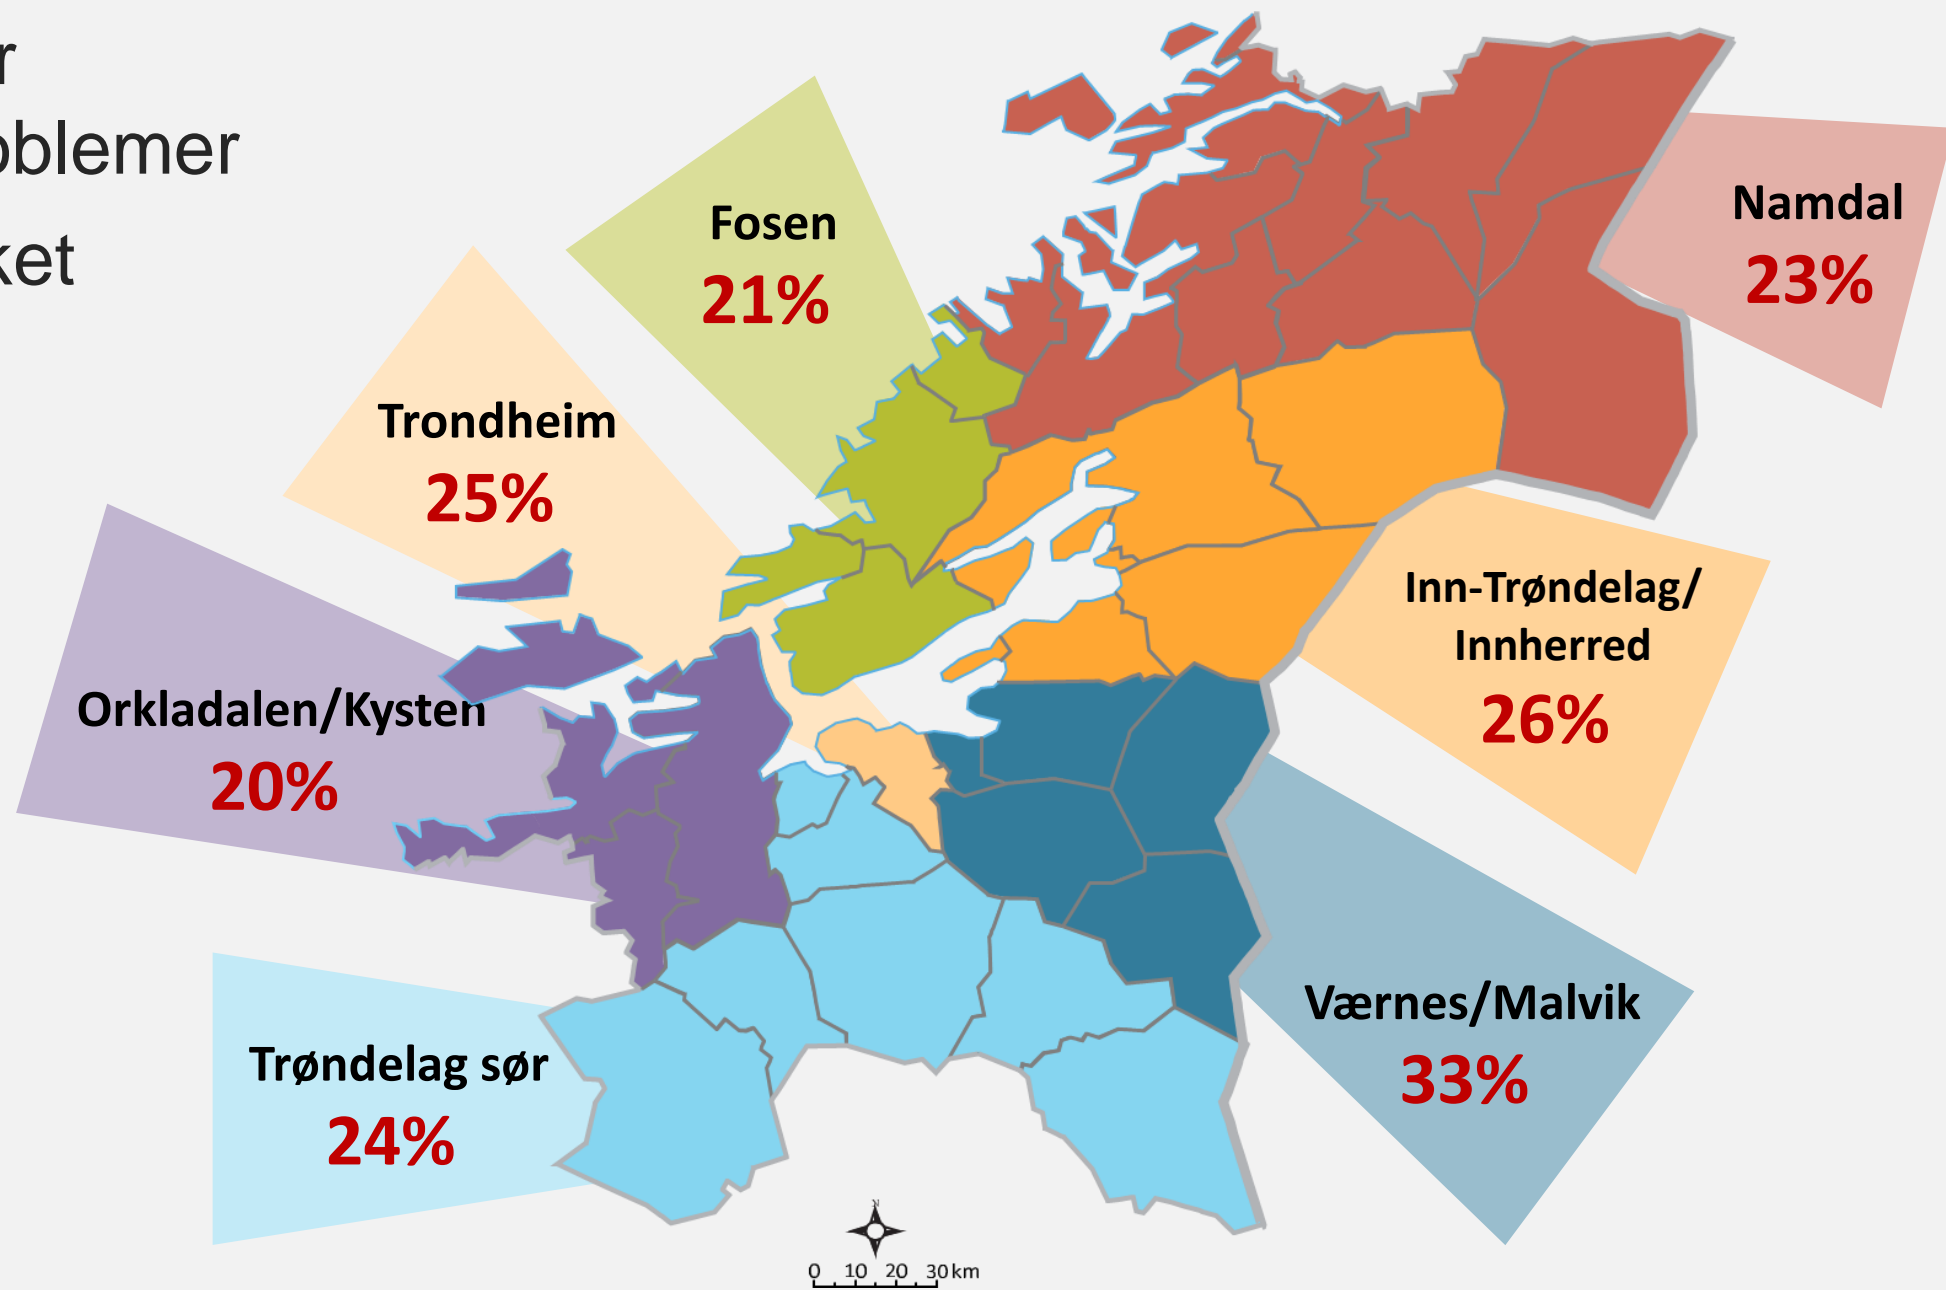 r
oblemer
ket
Fosen
21%
Namdal
23%
Trondheim
25%
Inn-Trøndelag/
Innherred
26%
Orkladalen/Kysten
20%
Værnes/Malvik
33%
Trøndelag sør
24%
N
0 10 20 30 km